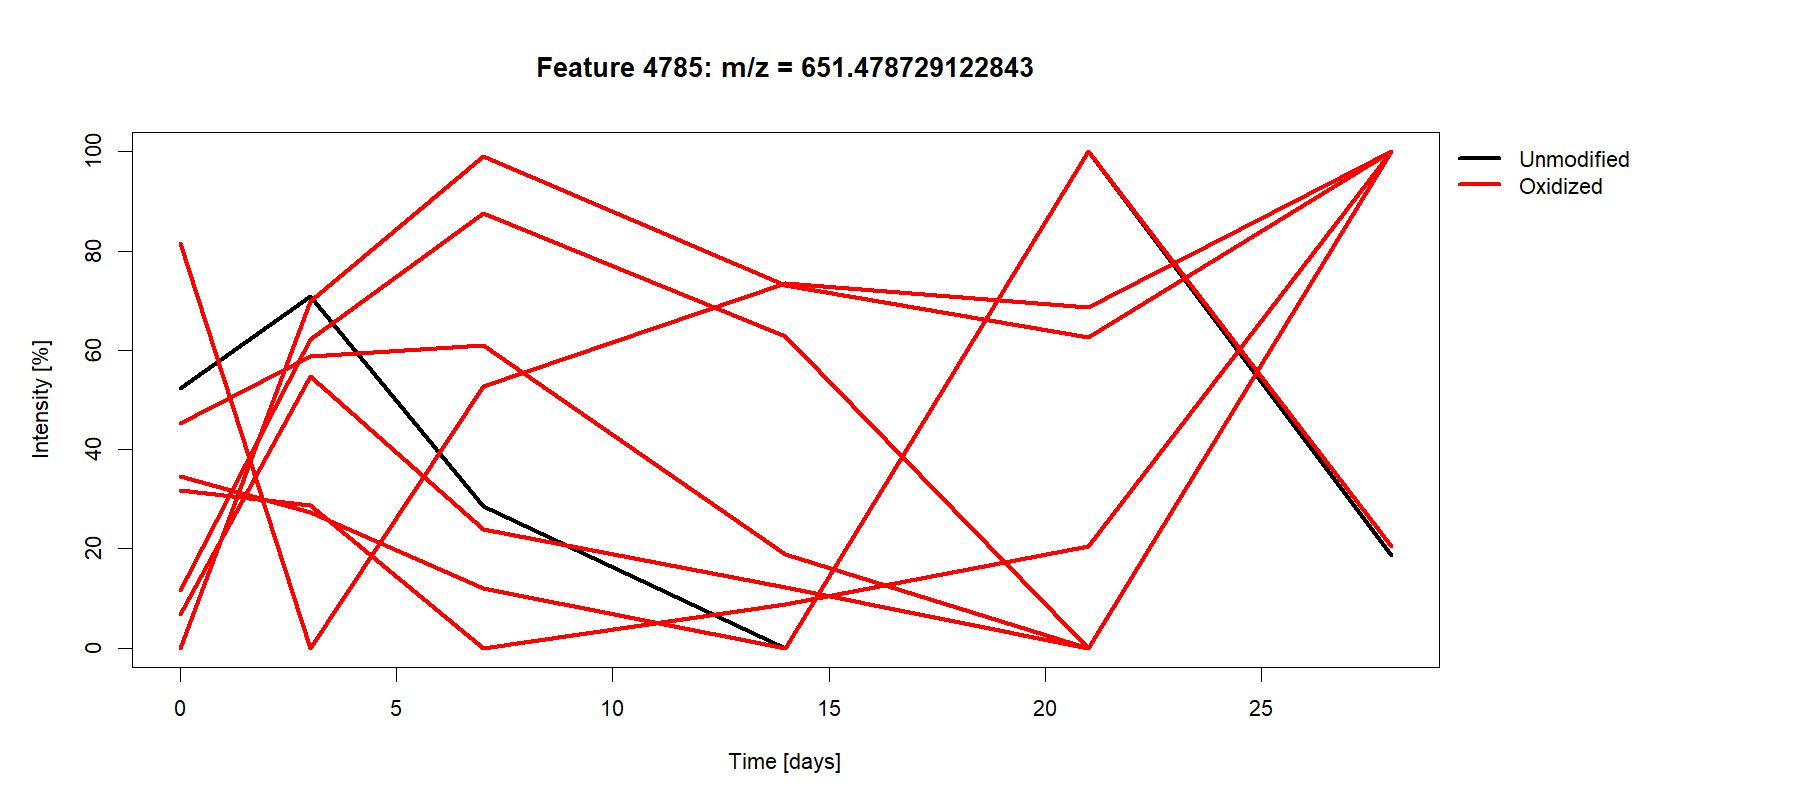 Feature 4785: m/z = 651.478729122843
Unmodified
Oxidized
Intensity [%]
100
80
60
40
20
0
0 5 10 15 20 25
Time [days]